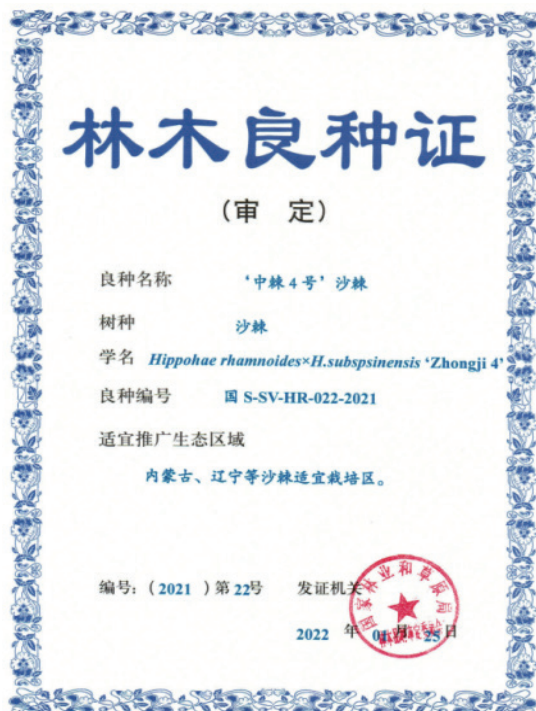 林木良种证
(审 定)
良种名称 ‘中棘4号’沙棘
树种 沙棘
学名 Hippohae rhamnoides×H.subspsinensis ‘Zhongji 4’
良种编号 国 S-SV-HR-022-2021
适宜推广生态区域
内蒙古、辽宁等沙棘适宜栽培区。
编号:(2021 )第 22号 发证机关
国家林业和草原局
2022 年 01月 25日